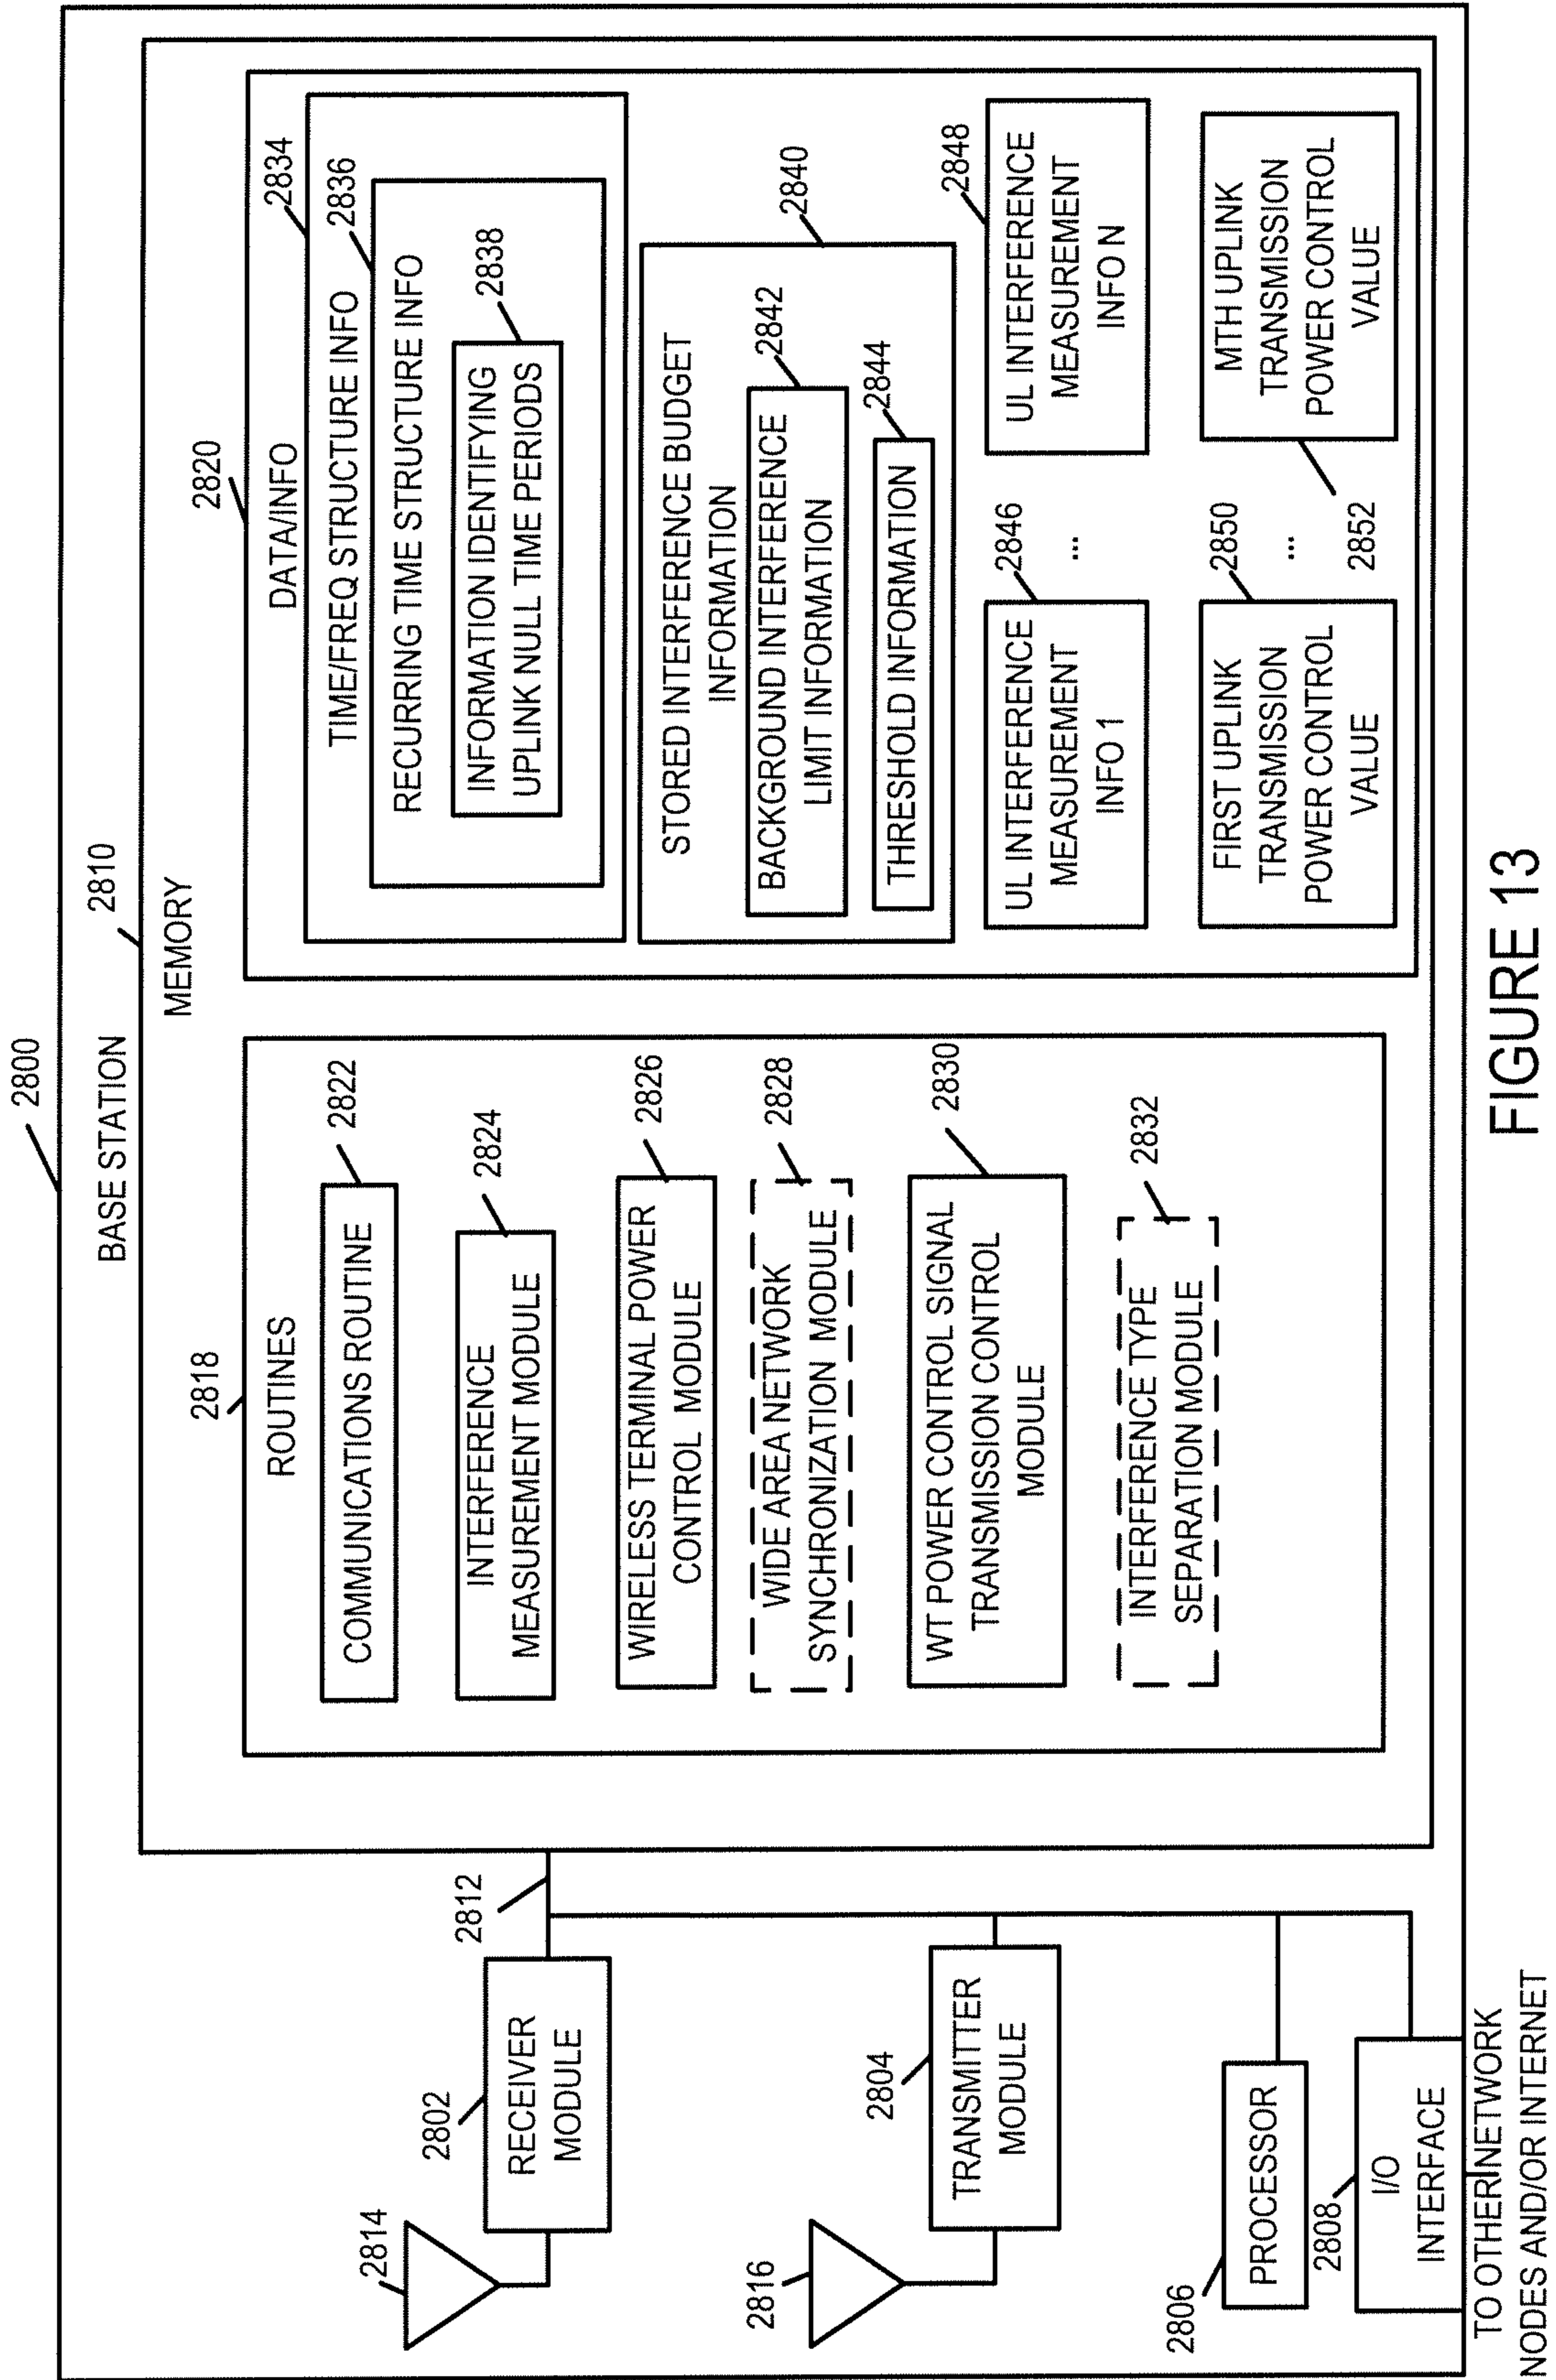 2800
BASE STATION
2810
MEMORY
2814
2802
RECEIVER
MODULE
2812
2816
2804
TRANSMITTER
MODULE
2806
PROCESSOR
2808
I/O
INTERFACE
TO OTHER NETWORK
NODES AND/OR INTERNET
2818
ROUTINES
COMMUNICATIONS ROUTINE
2822
INTERFERENCE
MEASUREMENT MODULE
2824
WIRELESS TERMINAL POWER
CONTROL MODULE
2826
WIDE AREA NETWORK
SYNCHRONIZATION MODULE
2828
WT POWER CONTROL SIGNAL
TRANSMISSION CONTROL
MODULE
2830
INTERFERENCE TYPE
SEPARATION MODULE
2832
2820
DATA/INFO
2834
TIME/FREQ STRUCTURE INFO
2836
RECURRING TIME STRUCTURE INFO
2838
INFORMATION IDENTIFYING
UPLINK NULL TIME PERIODS
2840
STORED INTERFERENCE BUDGET
INFORMATION
2842
BACKGROUND INTERFERENCE
LIMIT INFORMATION
2844
THRESHOLD INFORMATION
2846
UL INTERFERENCE
MEASUREMENT
INFO 1
...
2848
UL INTERFERENCE
MEASUREMENT
INFO N
2850
FIRST UPLINK
TRANSMISSION
POWER CONTROL
VALUE
...
2852
MTH UPLINK
TRANSMISSION
POWER CONTROL
VALUE
FIGURE 13